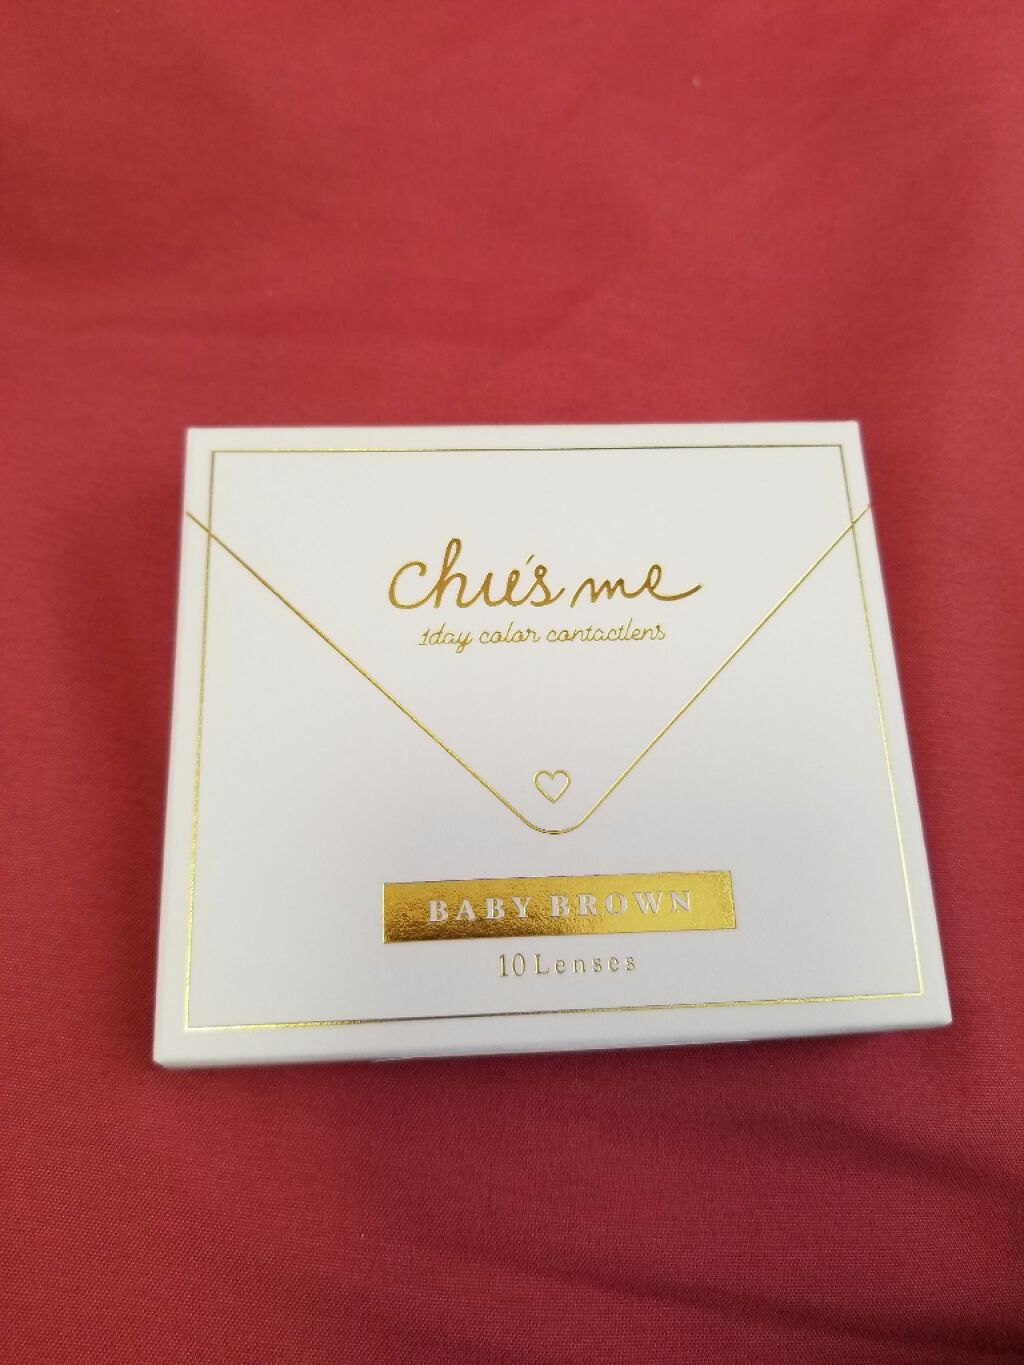 chu's me
1day color contactlens
BABY BROWN
10 Lenses